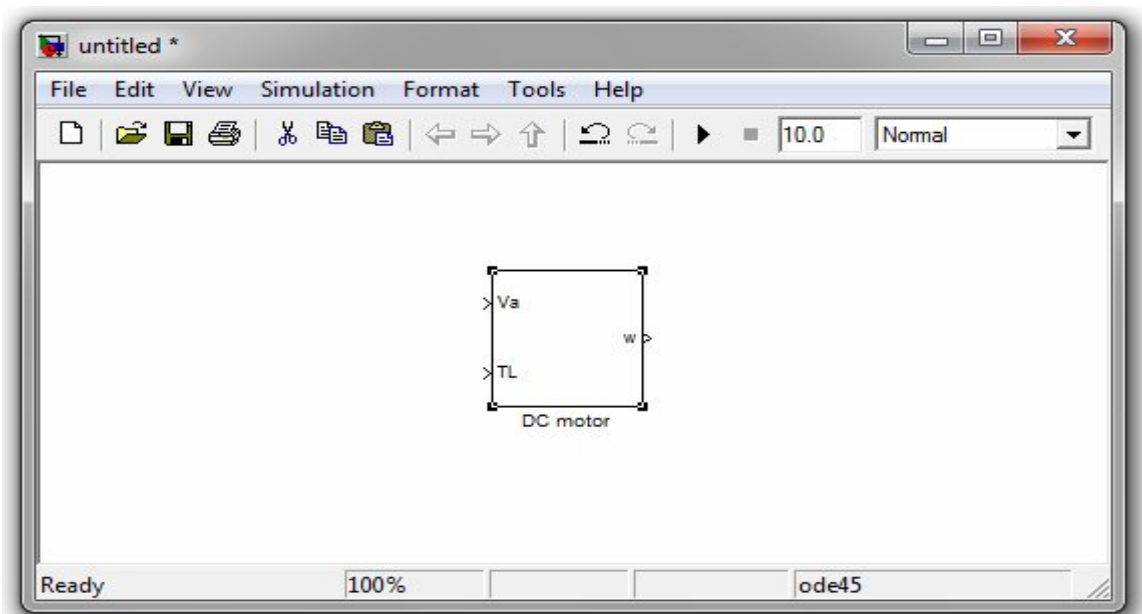 untitled *
File Edit View Simulation Format Tools Help
10.0 Normal
Va
w
TL
DC motor
Ready 100% ode45